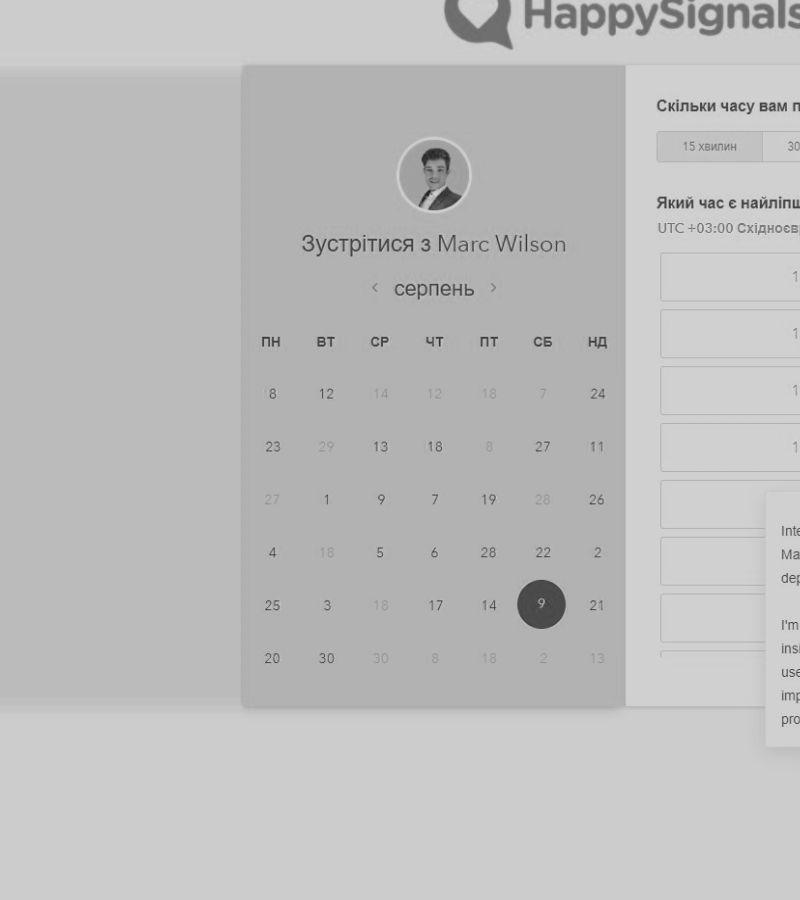 HappySignals
Зустрітися з Marc Wilson
серпень
ПН ВТ СР ЧТ ПТ СБ НД
8 12 14 12 18 7 24
23 29 13 18 8 27 11
27 1 9 7 19 28 26
4 18 5 6 28 22 2
25 3 18 17 14 9 21
20 30 30 8 18 2 13
Скільки часу вам п
15 хвилин 30
Який час є найліпш
UTC +03:00 Східноєв
1
1
1
1
Inte
Ma
dep
I'm
insi
use
imp
pro